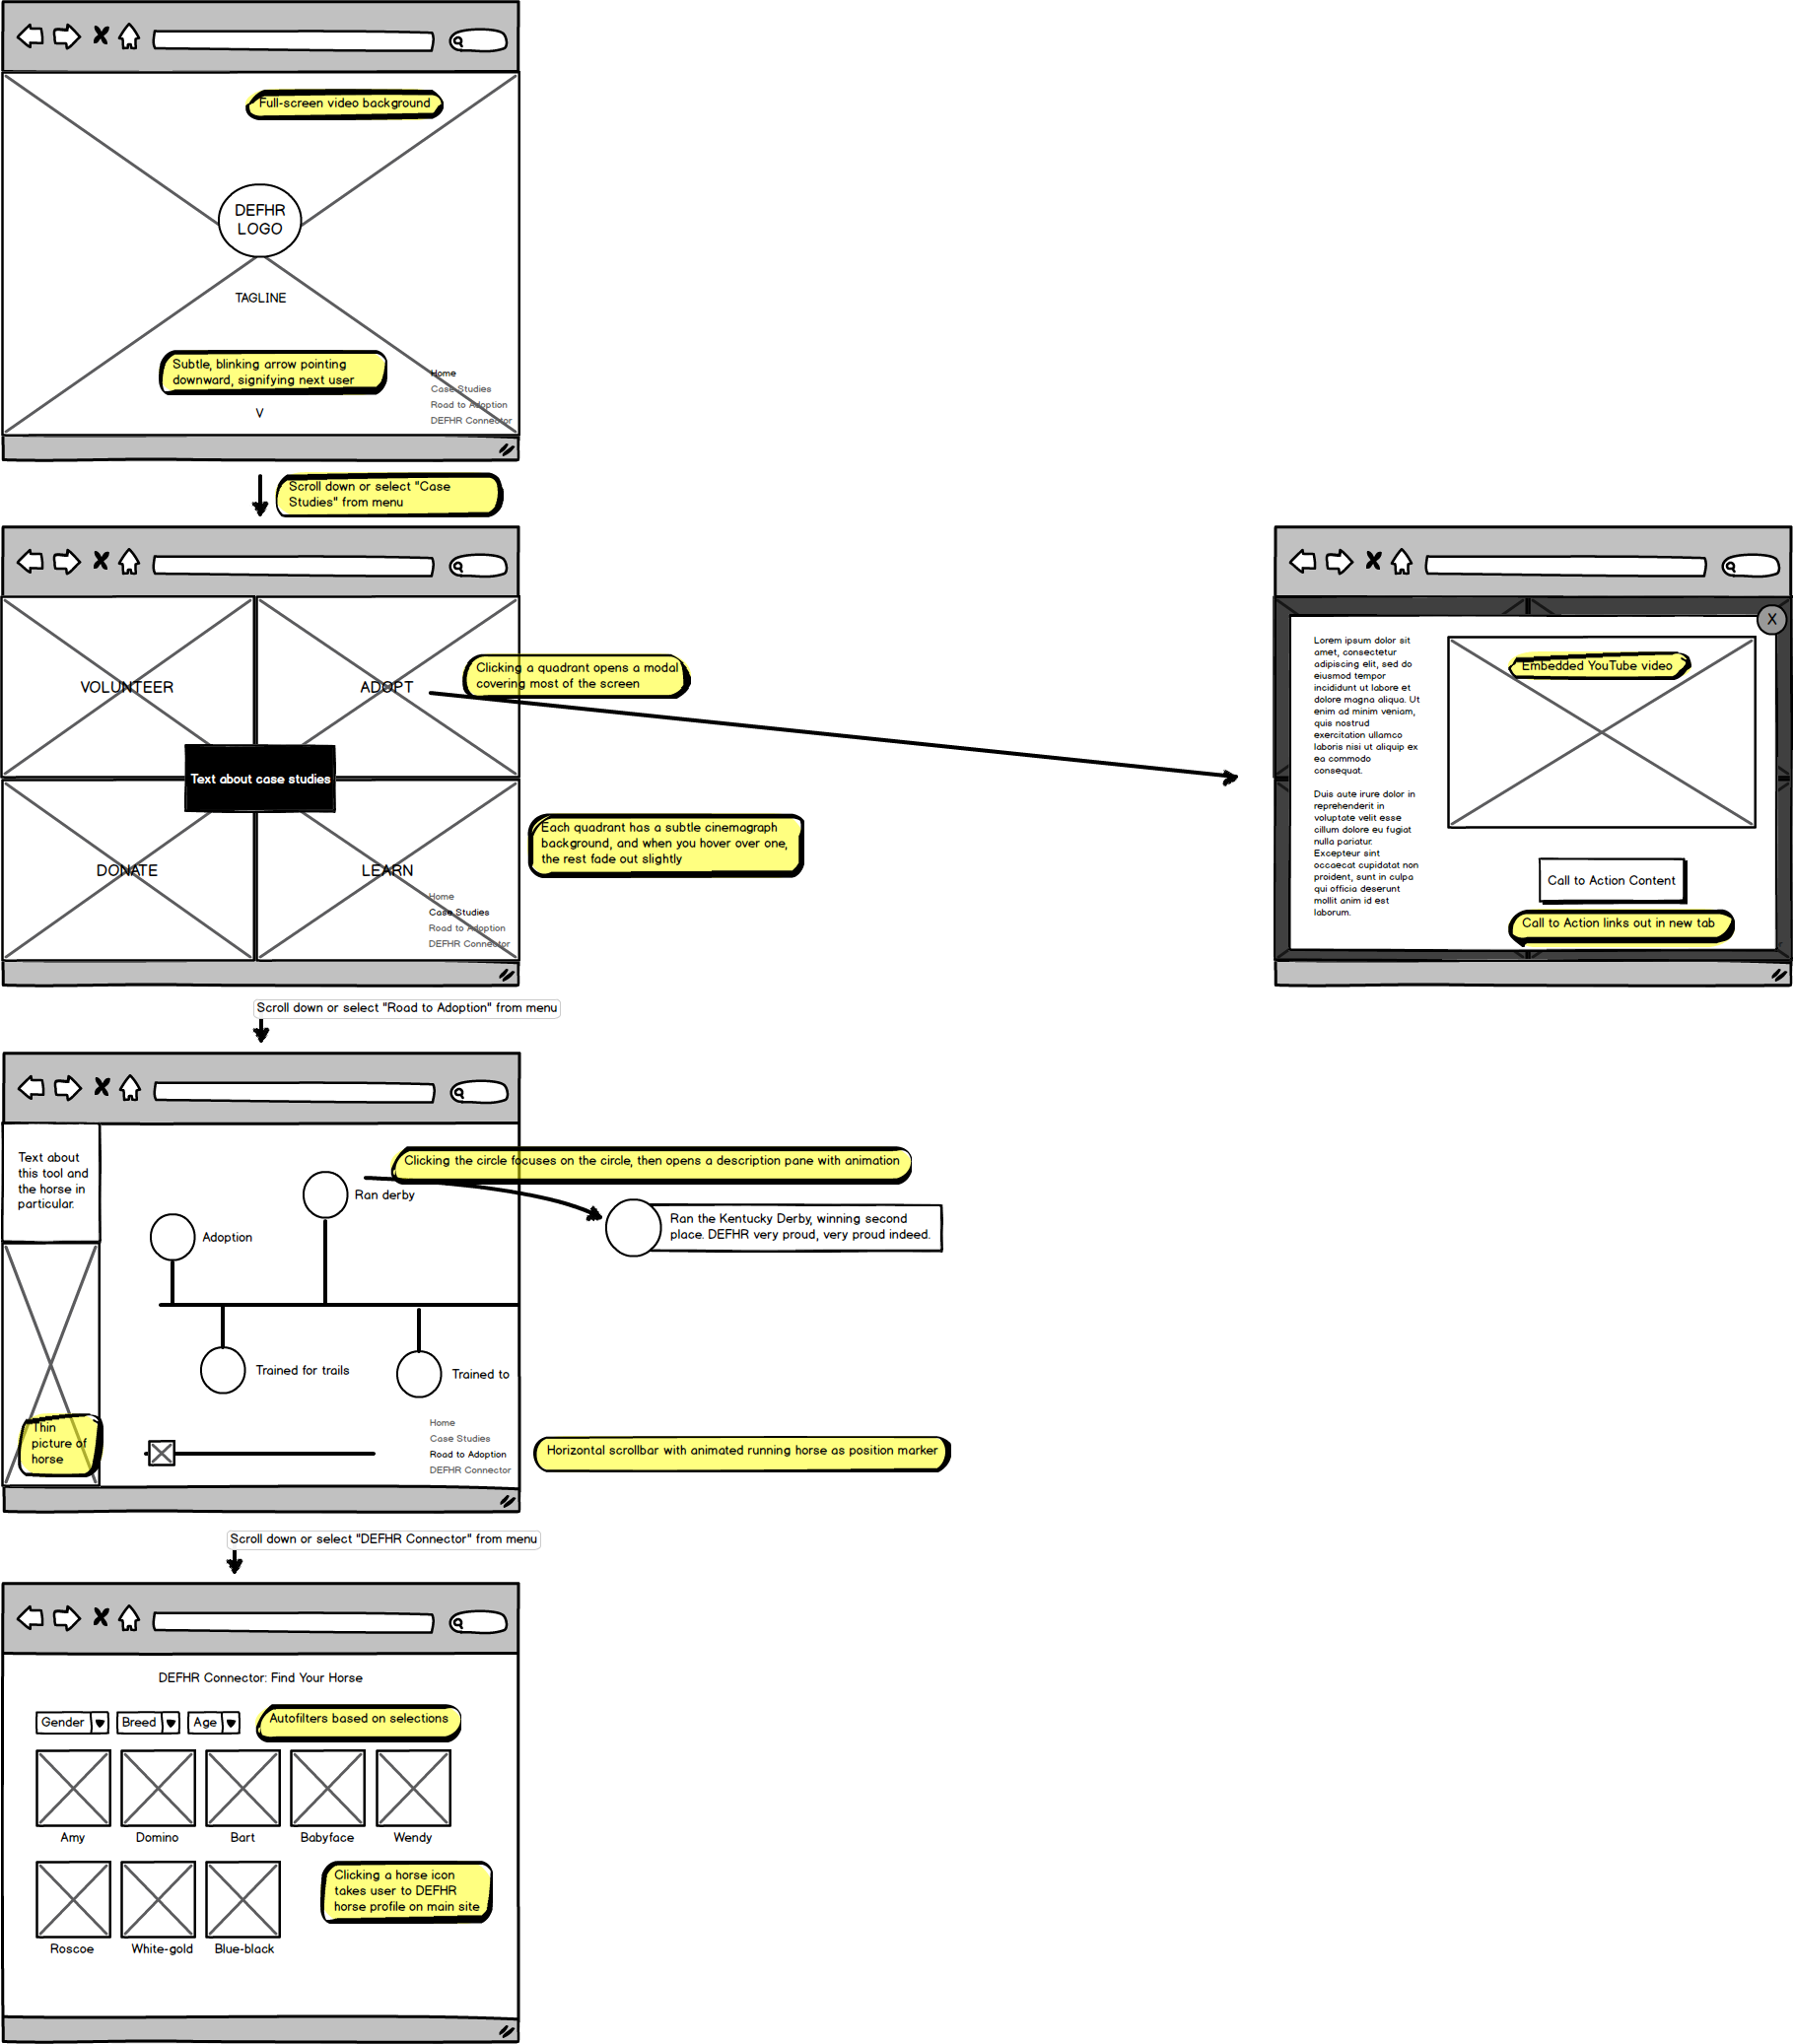 Full-screen video background
DEFHR
LOGO
TAGLINE
Subtle, blinking arrow pointing
downward, signifying next user
V
Home
Case Studies
Road to Adoption
DEFHR Connector
Scroll down or select "Case
Studies" from menu
VOLUNTEER
ADOPT
Clicking a quadrant opens a modal
covering most of the screen
Text about case studies
Each quadrant has a subtle cinemagraph
background, and when you hover over one,
the rest fade out slightly
DONATE
LEARN
Home
Case Studies
Road to Adoption
DEFHR Connector
X
Lorem ipsum dolor sit
amet, consectetur
adipiscing elit, sed do
eiusmod tempor
incididunt ut labore et
dolore magna aliqua. Ut
enim ad minim veniam,
quis nostrud
exercitation ullamco
laboris nisi ut aliquip ex
ea commodo
consequat.
Duis aute irure dolor in
reprehenderit in
voluptate velit esse
cillum dolore eu fugiat
nulla pariatur.
Excepteur sint
occaecat cupidatat non
proident, sunt in culpa
qui officia deserunt
mollit anim id est
laborum.
Embedded YouTube video
Call to Action Content
Call to Action links out in new tab
Scroll down or select "Road to Adoption" from menu
Text about
this tool and
the horse in
particular.
Clicking the circle focuses on the circle, then opens a description pane with animation
Ran derby
Adoption
Ran the Kentucky Derby, winning second
place. DEFHR very proud, very proud indeed.
Trained for trails
Trained to
Thin
picture of
horse
Home
Case Studies
Road to Adoption
DEFHR Connector
Horizontal scrollbar with animated running horse as position marker
Scroll down or select "DEFHR Connector" from menu
DEFHR Connector: Find Your Horse
Gender
Breed
Age
Autofilters based on selections
Amy
Domino
Bart
Babyface
Wendy
Clicking a horse icon
takes user to DEFHR
horse profile on main site
Roscoe
White-gold
Blue-black